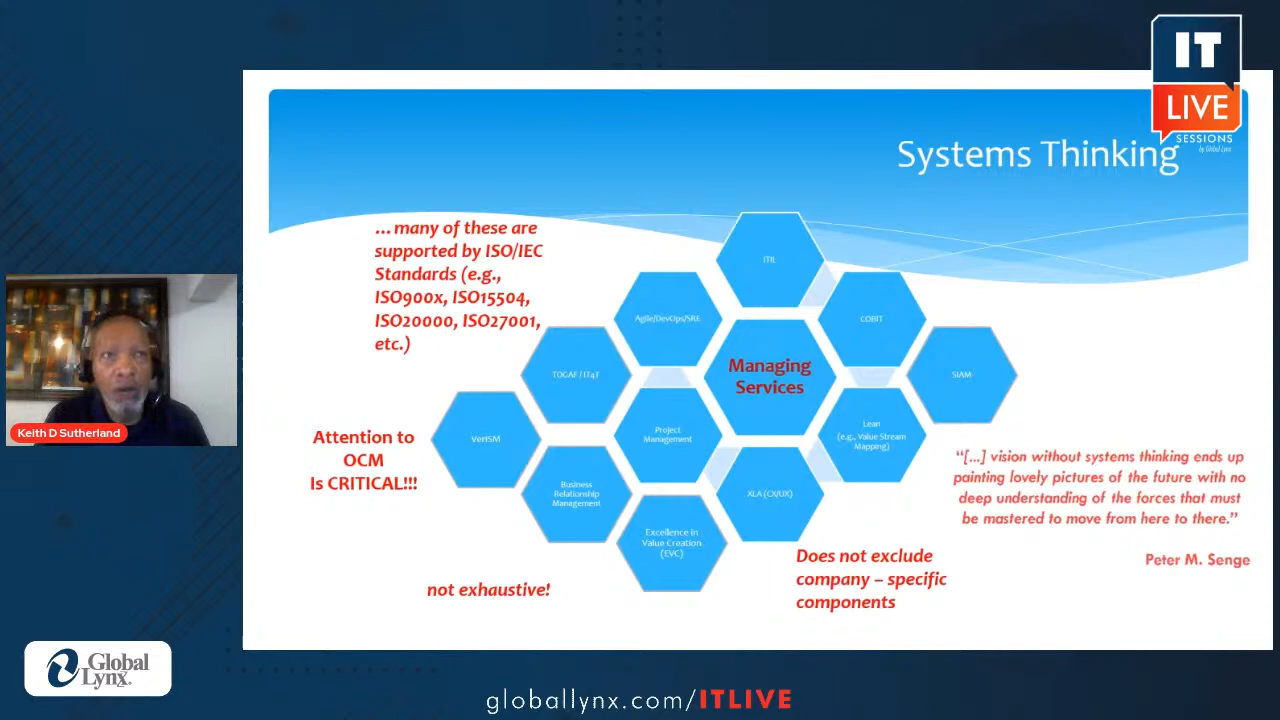 IT
LIVE
SESSIONS
by Global Lynx
Systems Thinking
...many of these are
supported by ISO/IEC
Standards (e.g.,
ISO900x, ISO15504,
ISO20000, ISO27001,
etc.)
ITIL
Agile/DevOps/SRE
COBIT
TOGAF / IT4T
Managing
Services
SIAM
VeriSM
Project
Management
Lean
(e.g., Value Stream
Mapping)
Attention to
OCM
Is CRITICAL!!!
Business
Relationship
Management
XLA (CX/UX)
Excellence in
Value Creation
(EVC)
“[...] vision without systems thinking ends up
painting lovely pictures of the future with no
deep understanding of the forces that must
be mastered to move from here to there.”
Peter M. Senge
Does not exclude
company – specific
components
not exhaustive!
Keith D Sutherland
Global
Lynx®
globallynx.com/ITLIVE